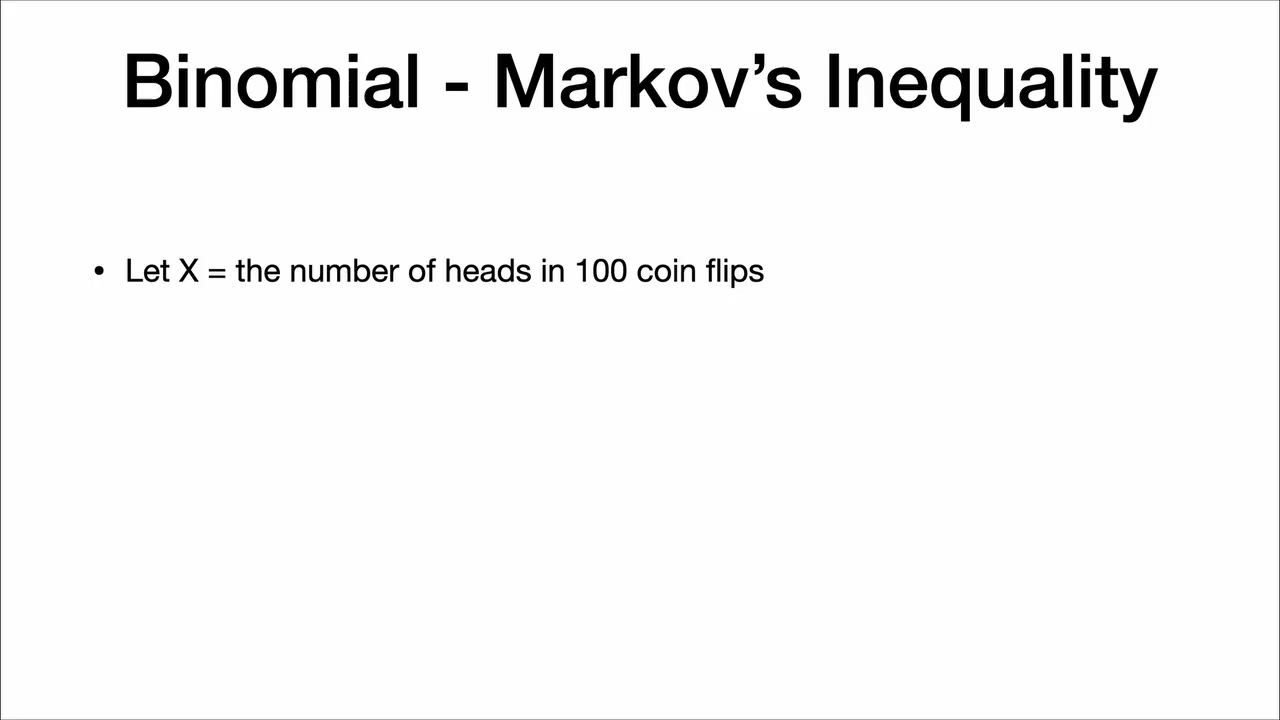 Binomial - Markov’s Inequality
• Let X = the number of heads in 100 coin flips